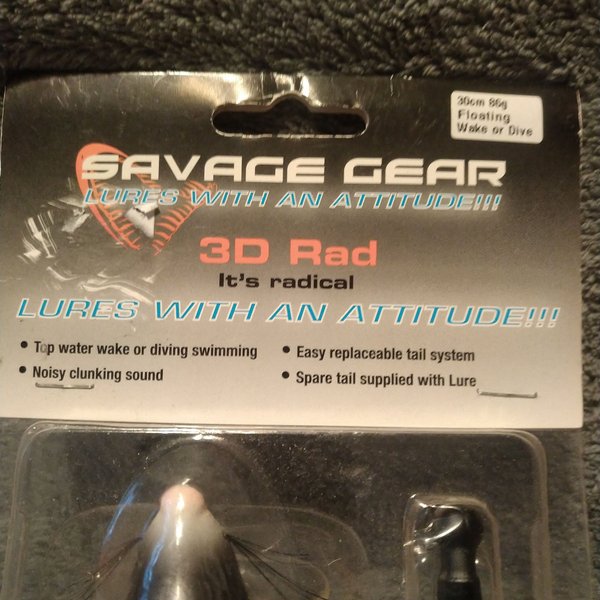 30cm 86g
Floating
Wake or Dive
SAVAGE GEAR
LURES WITH AN ATTITUDE!!!
3D Rad
It's radical
LURES WITH AN ATTITUDE!!!
• Top water wake or diving swimming
• Noisy clunking sound
• Easy replaceable tail system
• Spare tail supplied with Lure